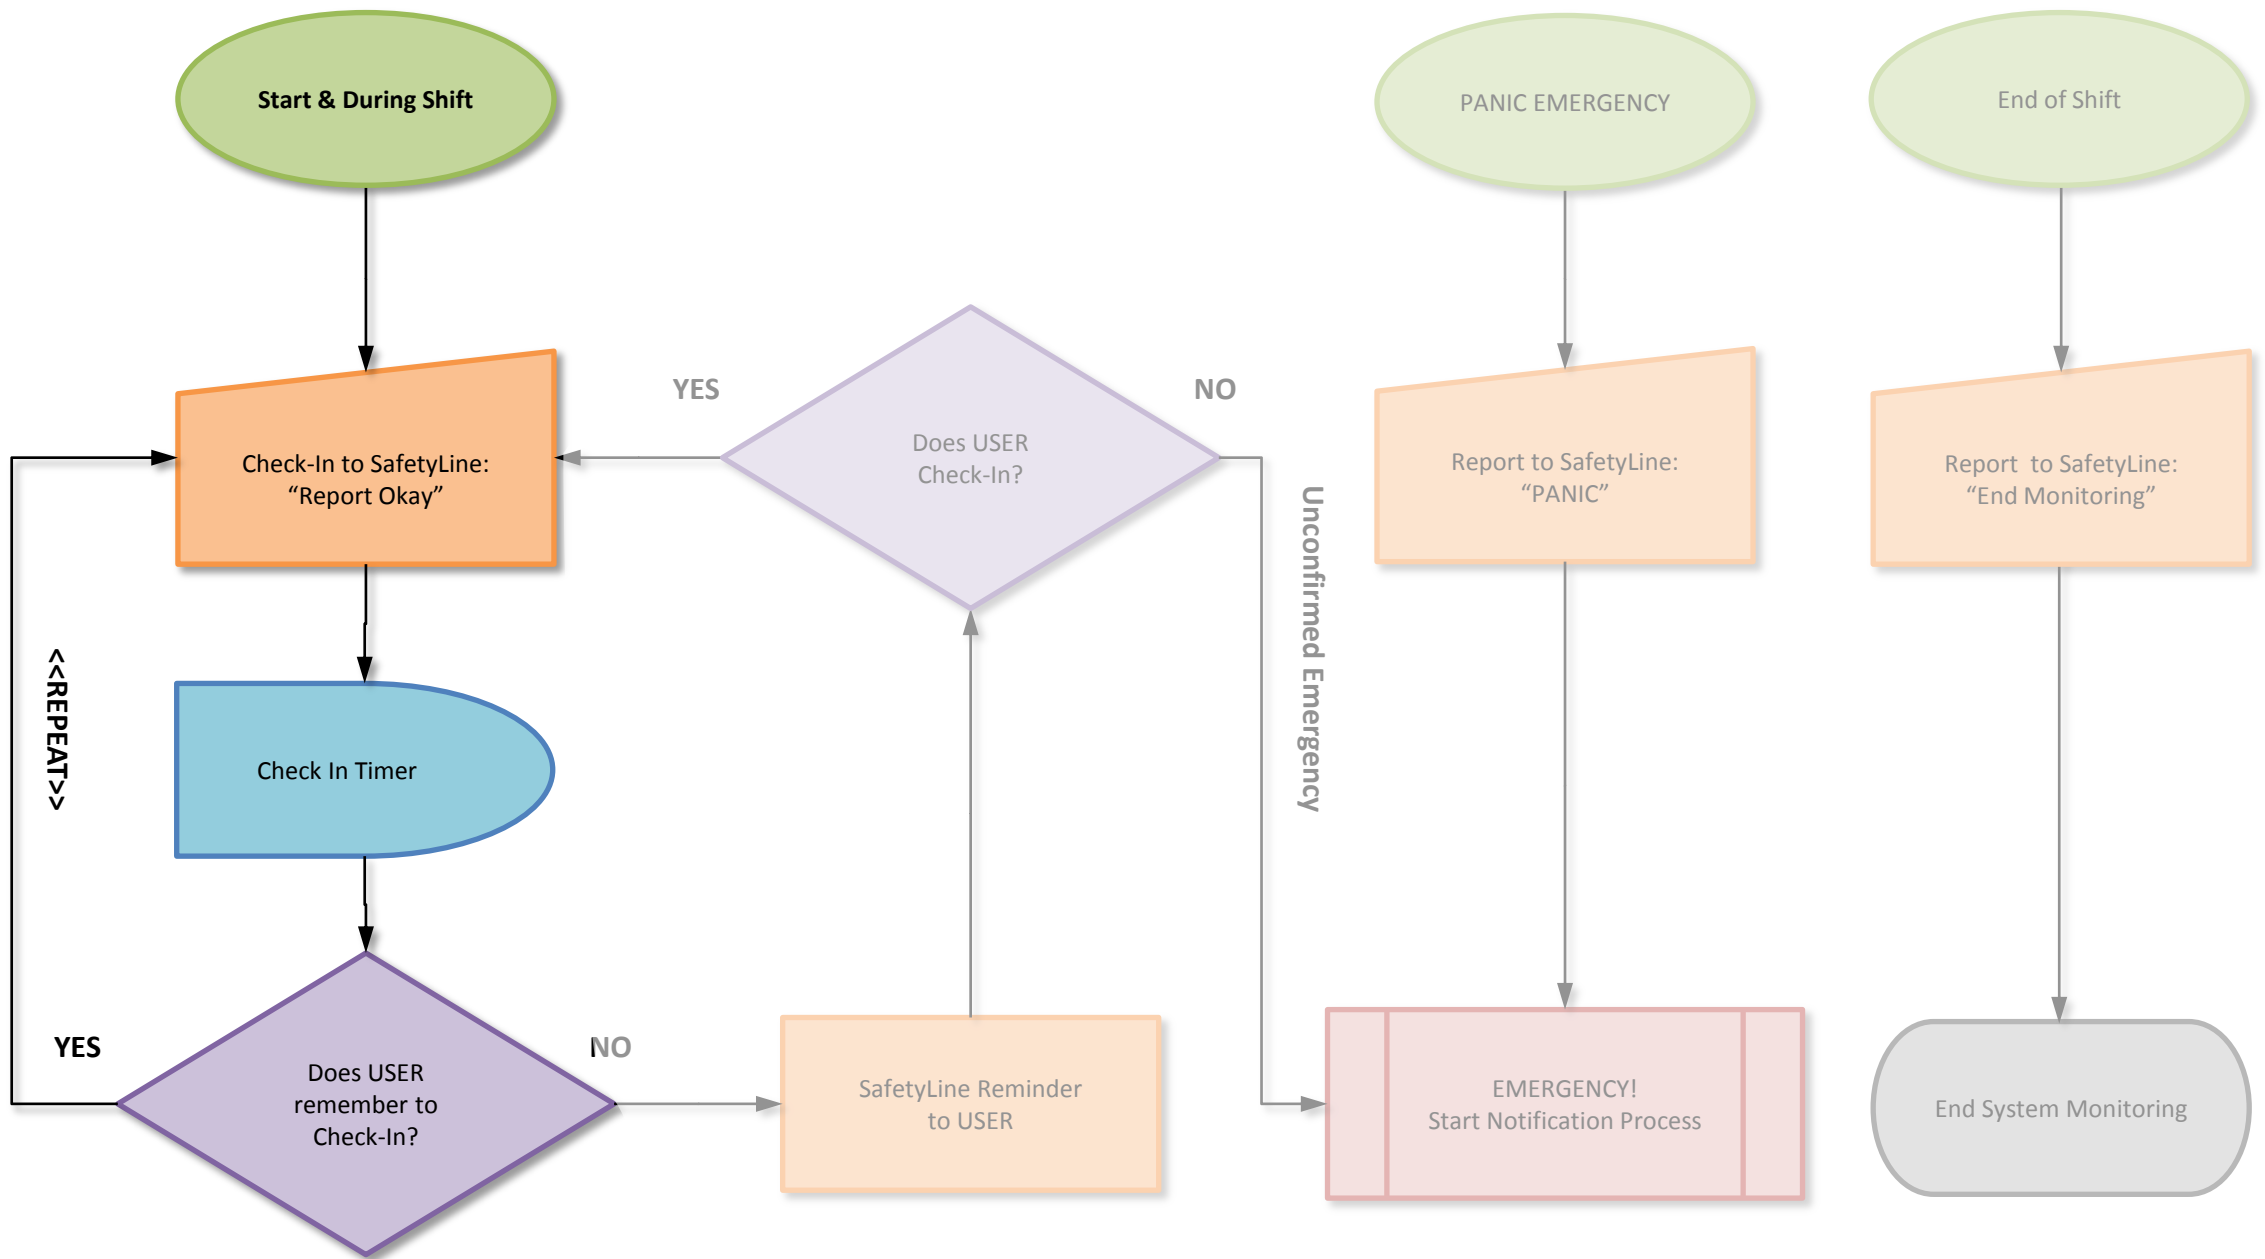 Start & During Shift
PANIC EMERGENCY
End of Shift
Check-In to SafetyLine:
“Report Okay”
YES
Does USER
Check-In?
NO
Unconfirmed Emergency
Report to SafetyLine:
“PANIC”
Report to SafetyLine:
“End Monitoring”
<<REPEAT>>
Check In Timer
YES
Does USER
remember to
Check-In?
NO
SafetyLine Reminder
to USER
EMERGENCY!
Start Notification Process
End System Monitoring